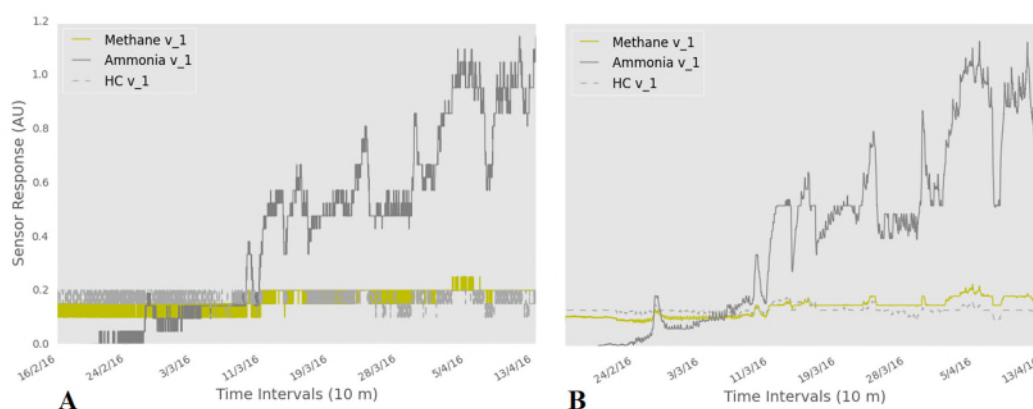 1.2
1.0
0.8
0.6
0.4
0.2
0.0
Sensor Response (AU)
Methane v_1
Ammonia v_1
HC v_1
16/2/16
24/2/16
3/3/16
11/3/16
19/3/16
28/3/16
5/4/16
13/4/16
Time Intervals (10 m)
A
Methane v_1
Ammonia v_1
HC v_1
24/2/16
3/3/16
11/3/16
19/3/16
28/3/16
5/4/16
13/4/16
Time Intervals (10 m)
B